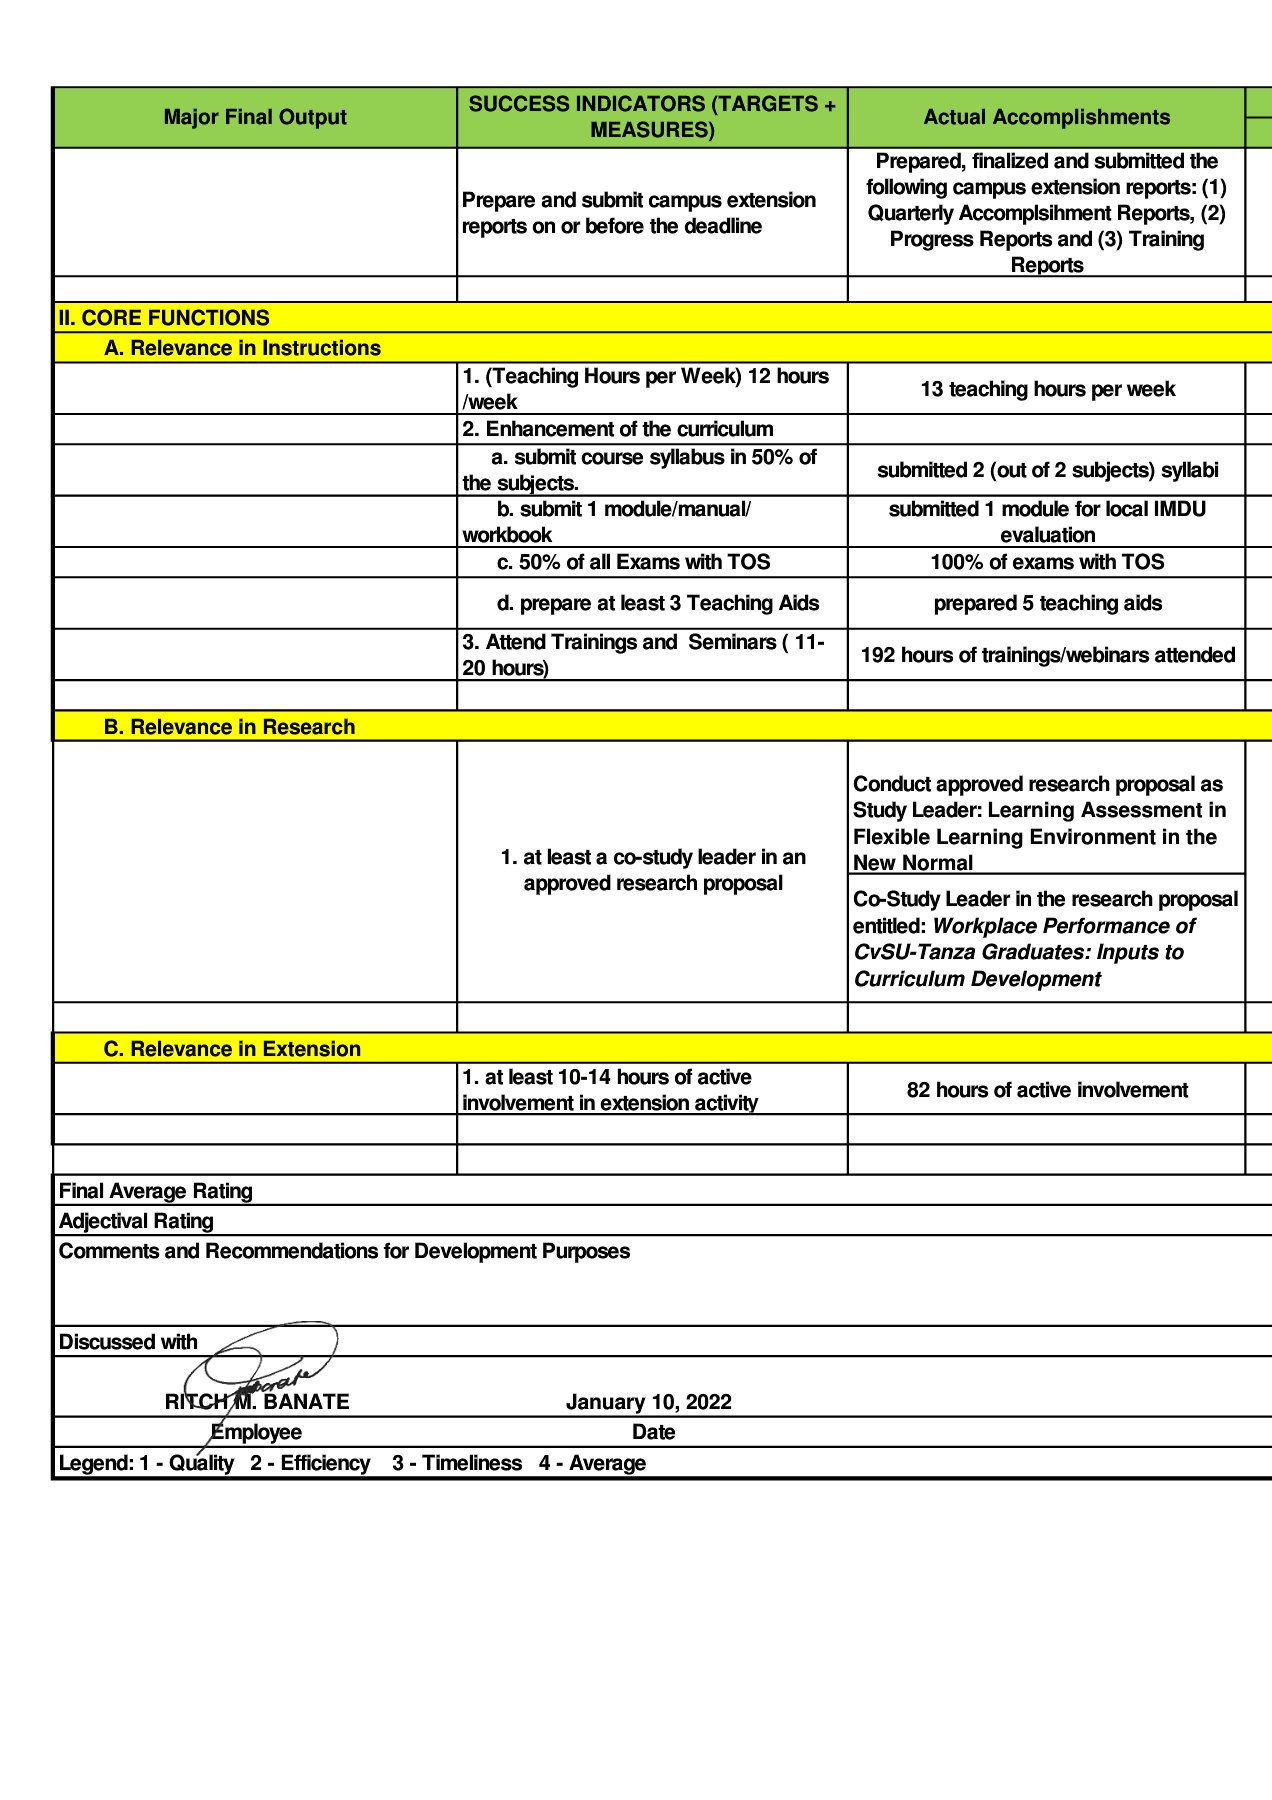 Major Final Output
SUCCESS INDICATORS (TARGETS +
MEASURES)
Actual Accomplishments
Prepare and submit campus extension
reports on or before the deadline
Prepared, finalized and submitted the
following campus extension reports: (1)
Quarterly Accomplsihment Reports, (2)
Progress Reports and (3) Training
Reports
II. CORE FUNCTIONS
A. Relevance in Instructions
1. (Teaching Hours per Week) 12 hours
/week
13 teaching hours per week
2. Enhancement of the curriculum
a. submit course syllabus in 50% of
the subjects.
submitted 2 (out of 2 subjects) syllabi
b. submit 1 module/manual/
workbook
submitted 1 module for local IMDU
evaluation
c. 50% of all Exams with TOS
100% of exams with TOS
d. prepare at least 3 Teaching Aids
prepared 5 teaching aids
3. Attend Trainings and  Seminars ( 11-
20 hours)
192 hours of trainings/webinars attended
B. Relevance in Research
1. at least a co-study leader in an
approved research proposal
Conduct approved research proposal as
Study Leader: Learning Assessment in
Flexible Learning Environment in the
New Normal
Co-Study Leader in the research proposal
entitled: Workplace Performance of
CvSU-Tanza Graduates: Inputs to
Curriculum Development
C. Relevance in Extension
1. at least 10-14 hours of active
involvement in extension activity
82 hours of active involvement
Final Average Rating
Adjectival Rating
Comments and Recommendations for Development Purposes
Discussed with
RITCH M. BANATE
January 10, 2022
Employee
Date
Legend: 1 - Quality   2 - Efficiency    3 - Timeliness   4 - Average